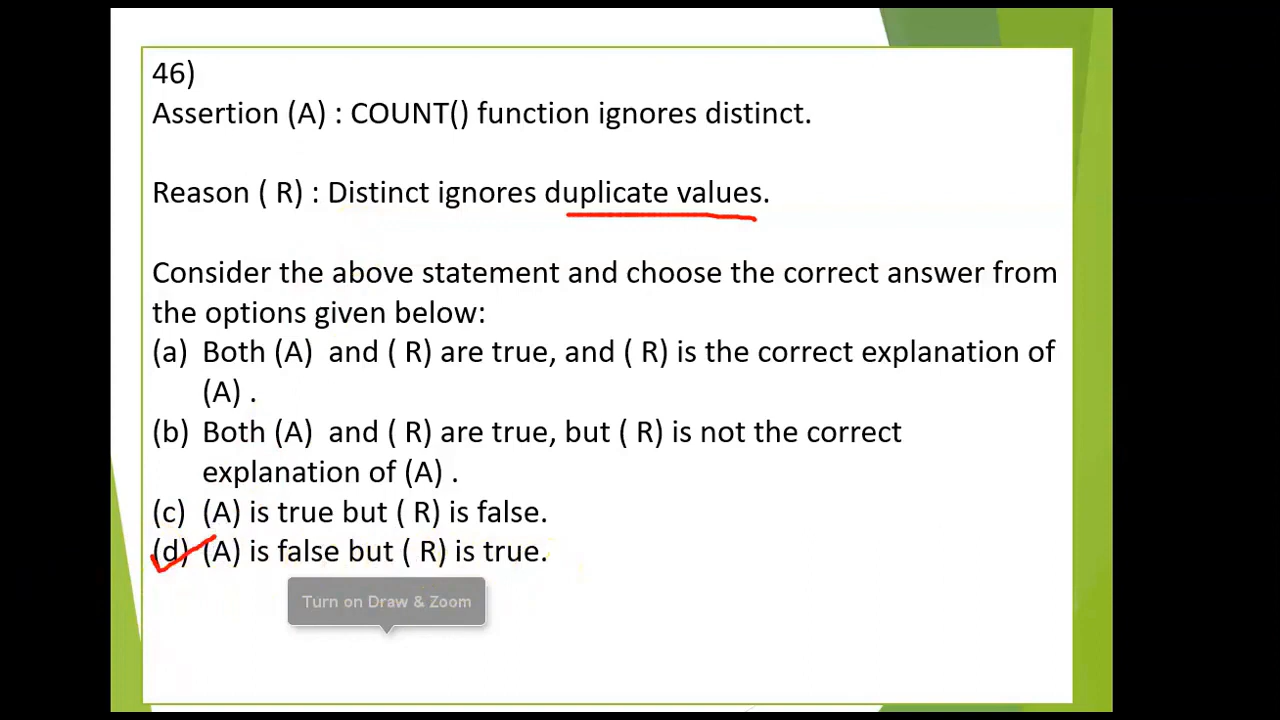 46)
Assertion (A) : COUNT() function ignores distinct.
Reason ( R) : Distinct ignores duplicate values.
Consider the above statement and choose the correct answer from
the options given below:
(a) Both (A) and ( R) are true, and ( R) is the correct explanation of
(A) .
(b) Both (A) and ( R) are true, but ( R) is not the correct
explanation of (A) .
(c) (A) is true but ( R) is false.
(d) (A) is false but ( R) is true.
Turn on Draw & Zoom